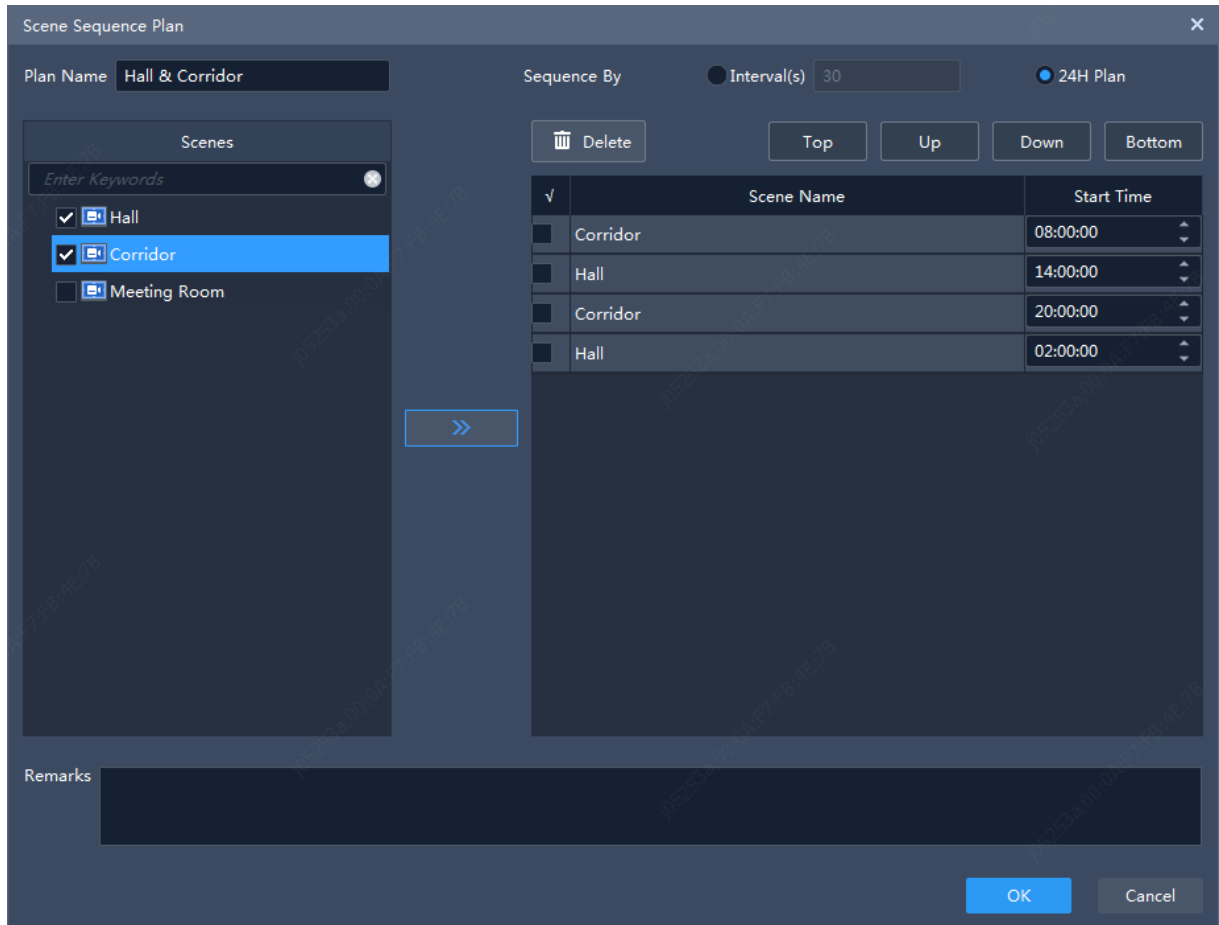 Scene Sequence Plan
Plan Name Hall & Corridor Sequence By Interval(s) 30 24H Plan
Scenes
Enter Keywords
Hall
Corridor
Meeting Room
Delete Top Up Down Bottom
√ Scene Name Start Time
Corridor 08:00:00
Hall 14:00:00
Corridor 20:00:00
Hall 02:00:00
Remarks
OK Cancel